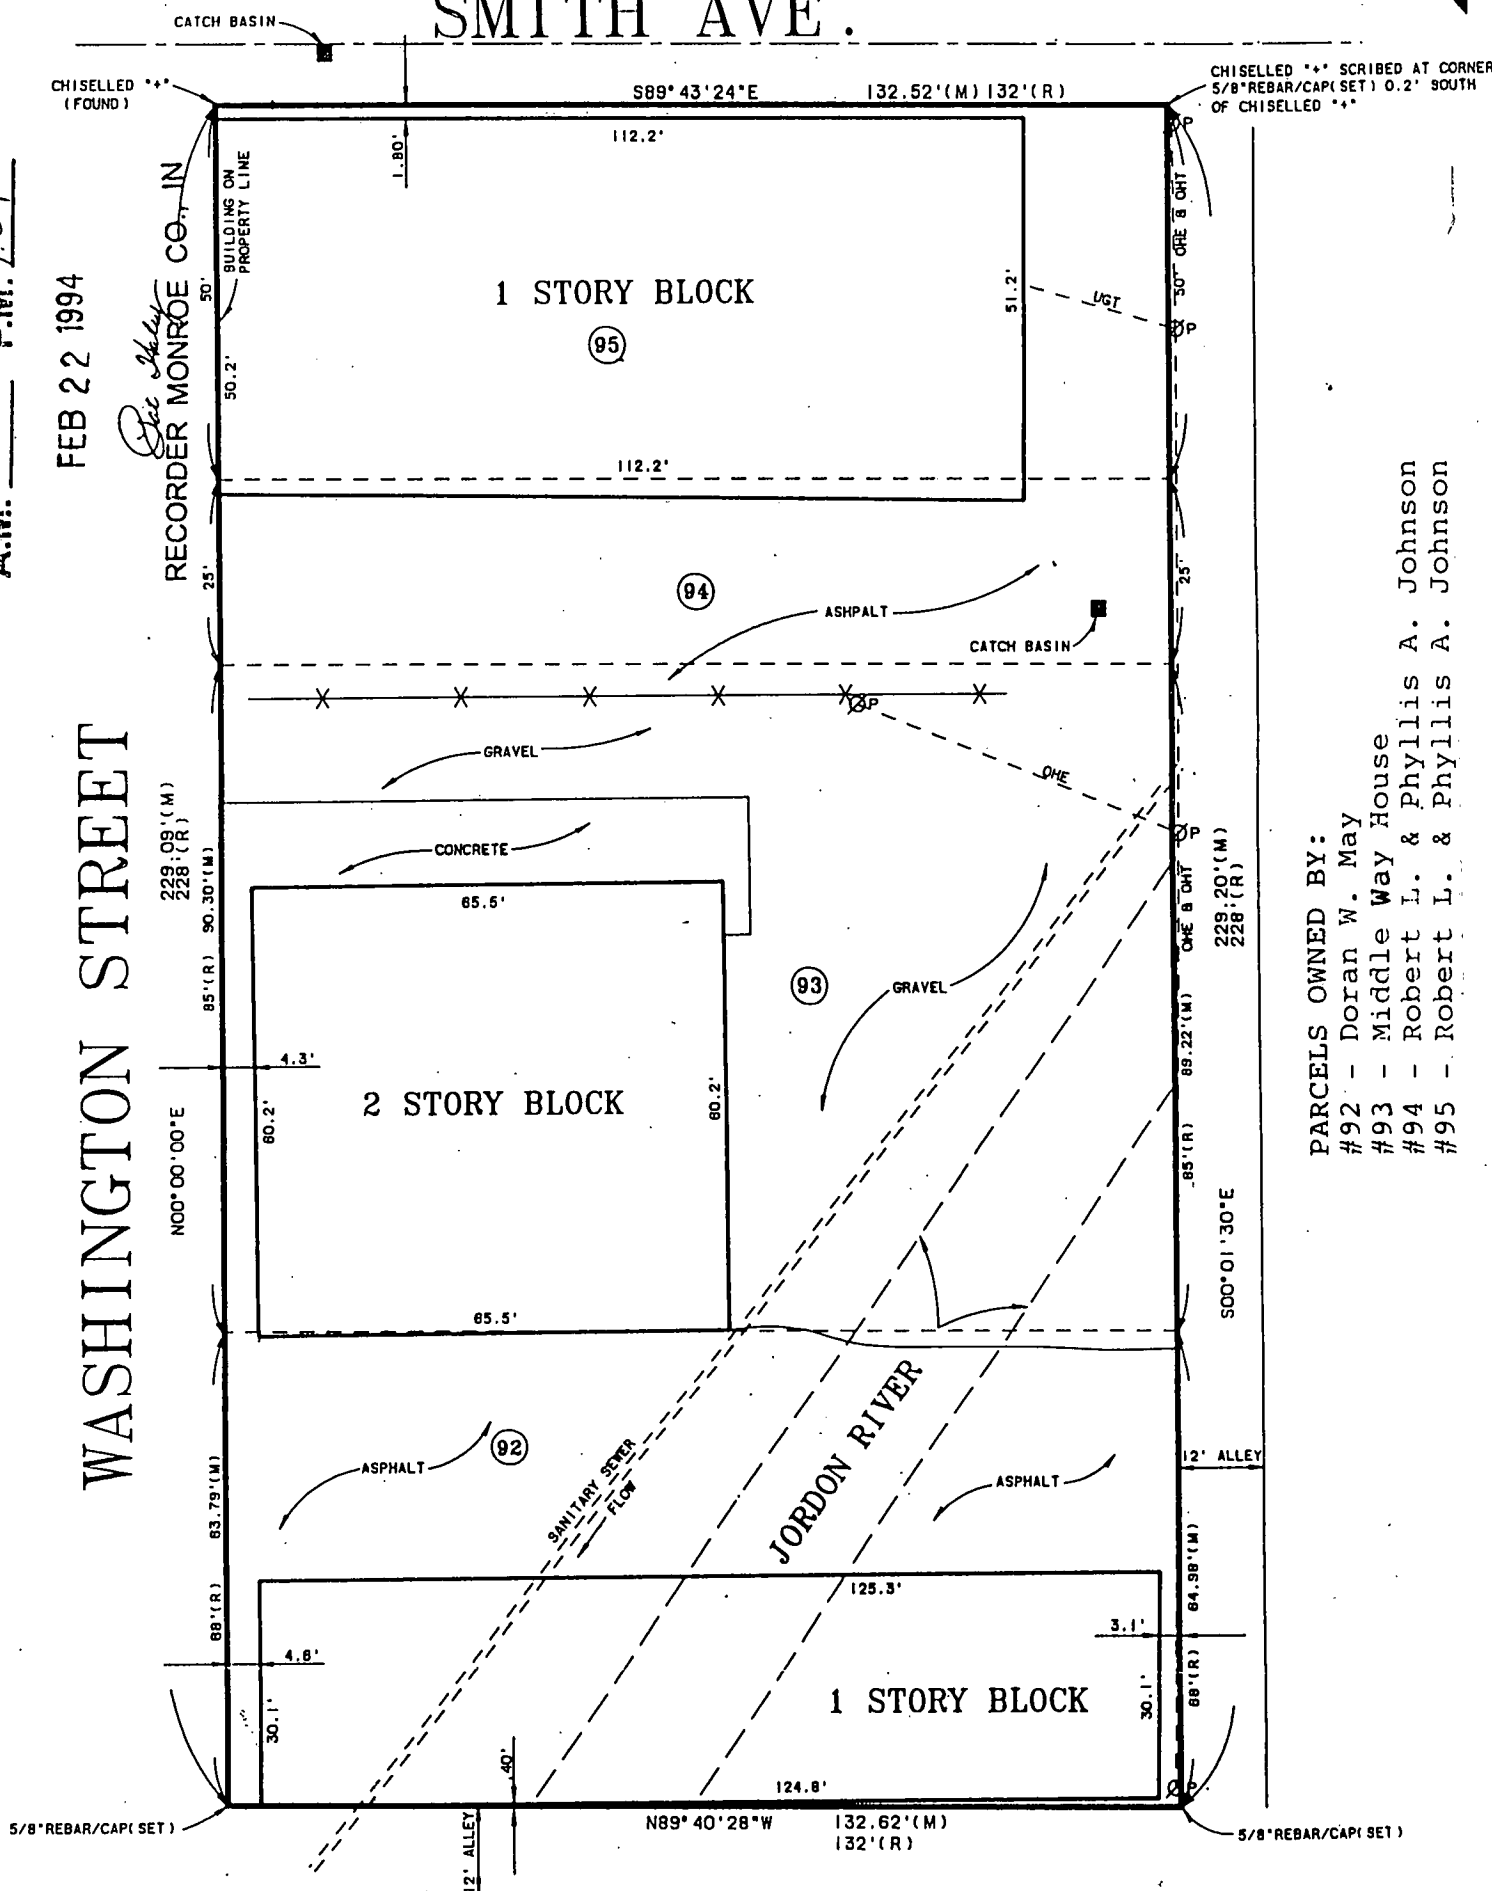 SMITH AVE.
CATCH BASIN
CHISELLED "+"
(FOUND)
S89°43'24"E 132.52'(M) 132'(R)
CHISELLED "+" SCRIBED AT CORNER
5/8"REBAR/CAP(SET) 0.2' SOUTH
OF CHISELLED "+"
P
112.2'
1.80'
BUILDING ON
PROPERTY LINE
50'
50.2'
1 STORY BLOCK
95
51.2'
UGT
P
50'
OHE & OHT
112.2'
FEB 22 1994
RECORDER MONROE CO., IN
A.M.
P.M.
25'
94
ASHPALT
CATCH BASIN
25'
P
OHE
P
GRAVEL
CONCRETE
WASHINGTON STREET
229.09'(M)
228'(R)
85'(R) 90.30'(M)
N00°00'00"E
65.5'
93
GRAVEL
4.3'
60.2'
2 STORY BLOCK
60.2'
65.5'
OHE & OHT
229.20'(M)
228'(R)
89.22'(M)
85'(R)
S00°01'30"E
PARCELS OWNED BY:
#92 - Doran W. May
#93 - Middle Way House
#94 - Robert L. & Phyllis A. Johnson
#95 - Robert L. & Phyllis A. Johnson
92
ASPHALT
SANITARY SEWER
FLOW
JORDON RIVER
ASPHALT
12' ALLEY
63.79'(M)
68'(R)
64.98'(M)
68'(R)
125.3'
3.1'
4.6'
30.1'
1 STORY BLOCK
30.1'
.40'
124.8'
P
5/8"REBAR/CAP(SET)
12' ALLEY
N89°40'28"W 132.62'(M)
132'(R)
5/8"REBAR/CAP(SET)